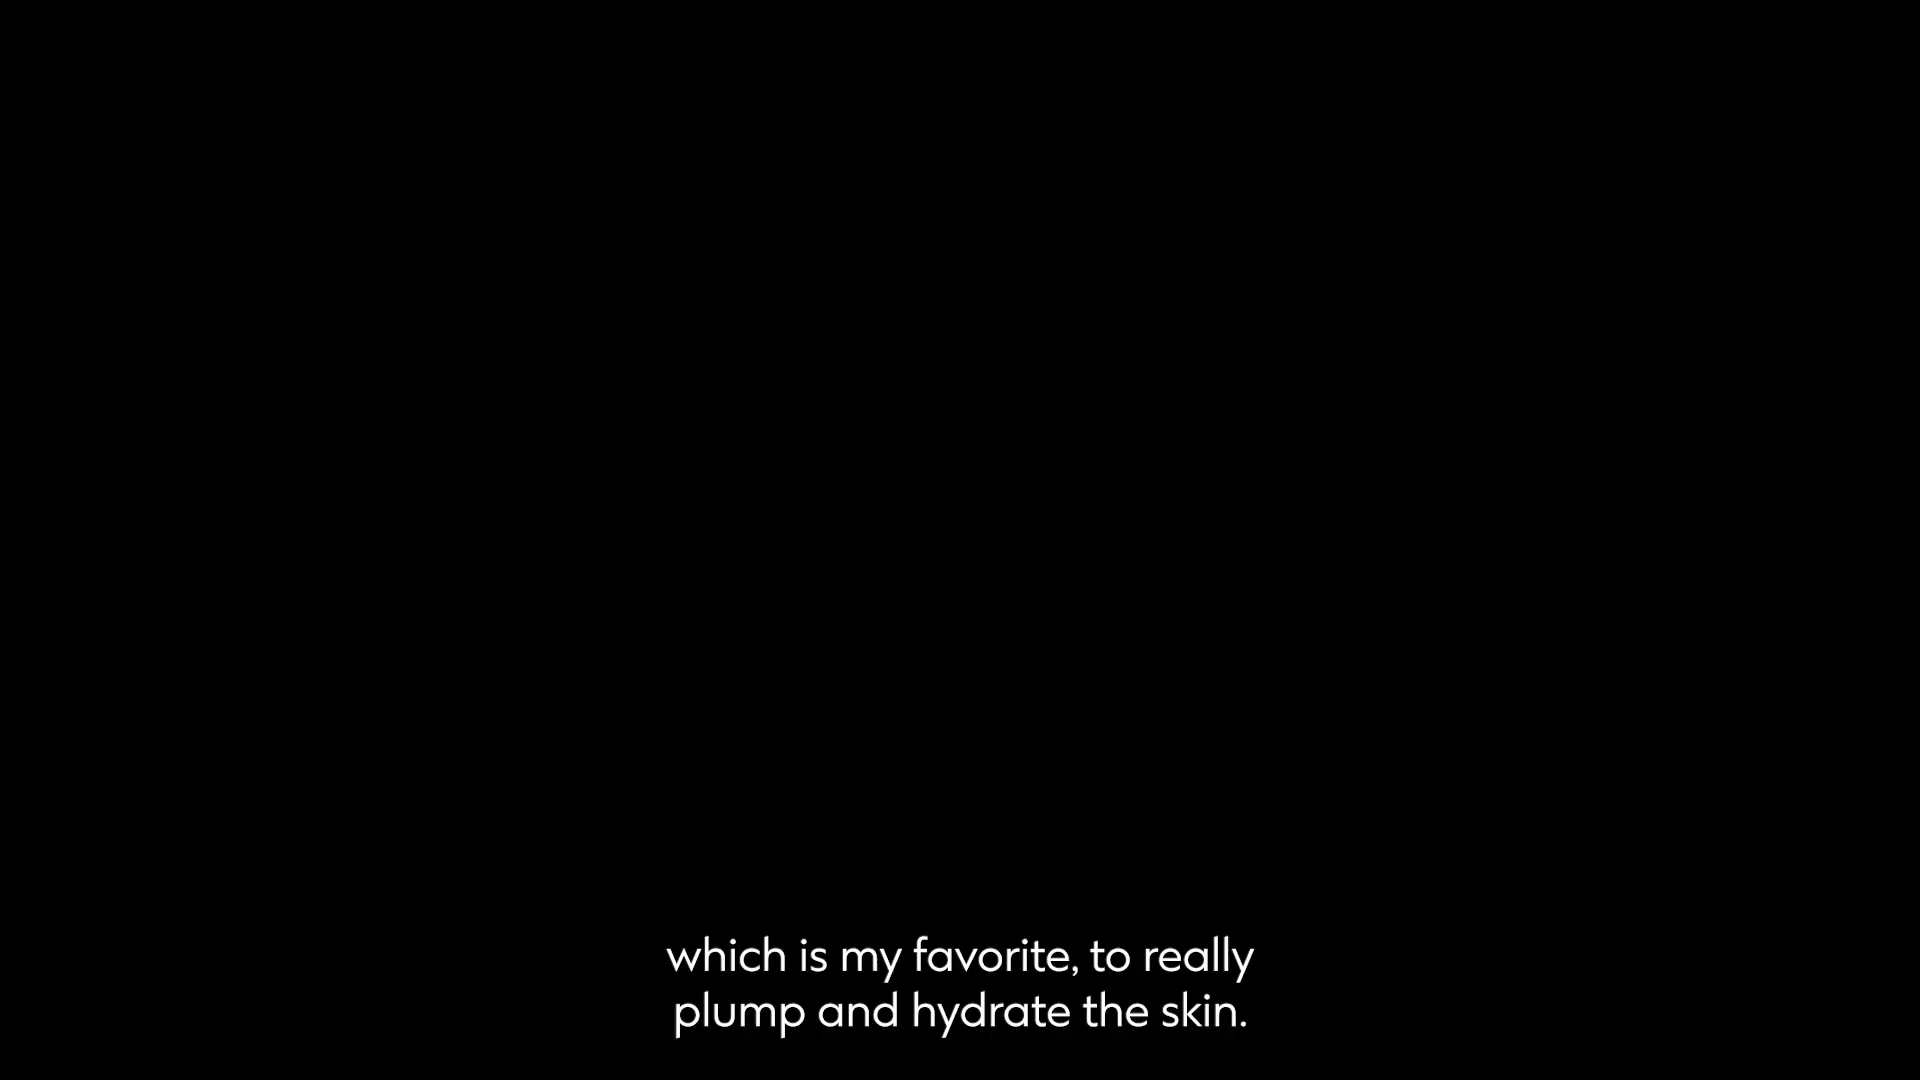 which is my favorite, to really
plump and hydrate the skin.